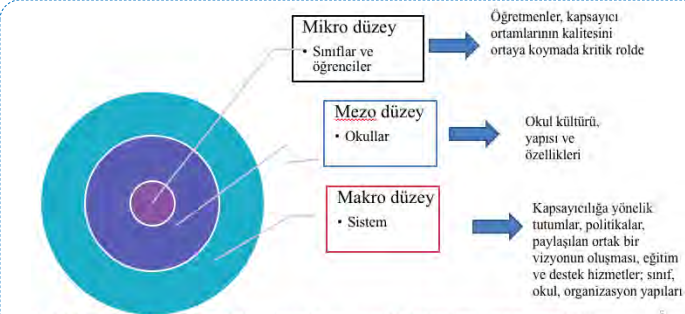 Mikro düzey
• Sınıflar ve
öğrenciler
Öğretmenler, kapsayıcı
ortamlarının kalitesini
ortaya koymada kritik rolde
Mezo düzey
• Okullar
Okul kültürü,
yapısı ve
özellikleri
Makro düzey
• Sistem
Kapsayıcılığa yönelik
tutumlar, politikalar,
paylaşılan ortak bir
vizyonun oluşması, eğitim
ve destek hizmetler; sınıf,
okul, organizasyon yapıları